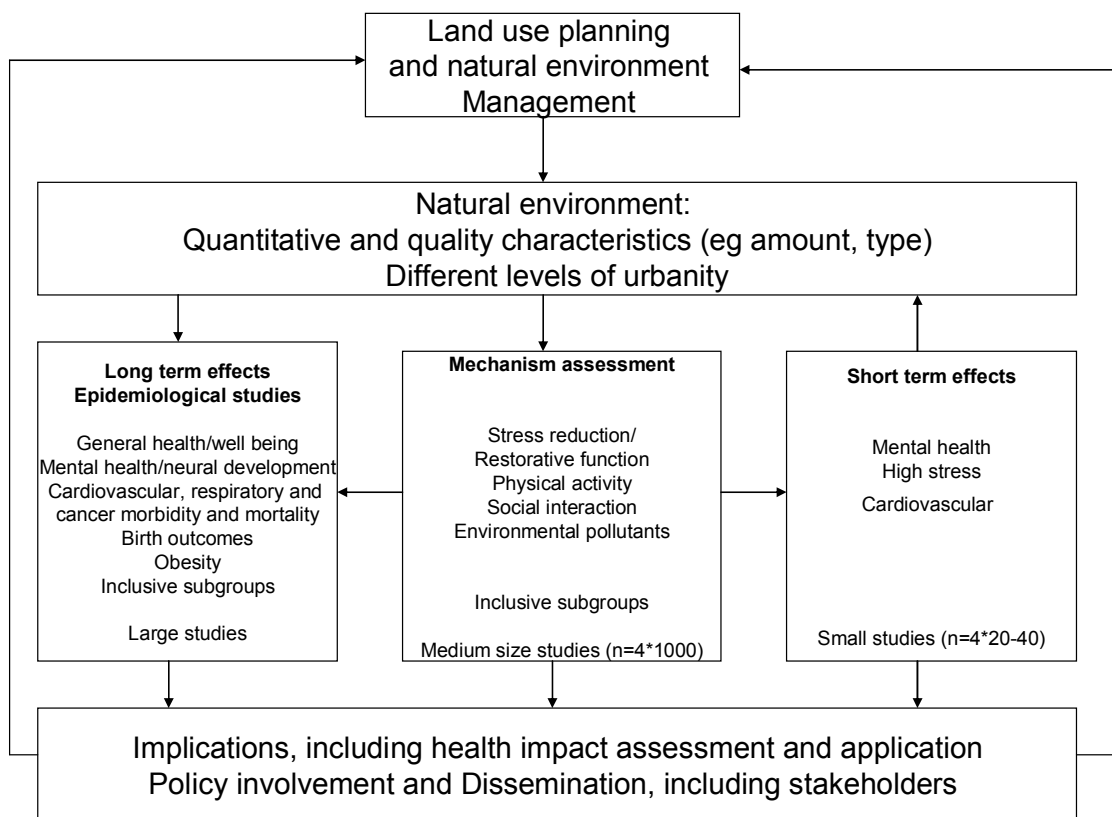 Land use planning
and natural environment
Management
Natural environment:
Quantitative and quality characteristics (eg amount, type)
Different levels of urbanity
Long term effects
Epidemiological studies
General health/well being
Mental health/neural development
Cardiovascular, respiratory and
cancer morbidity and mortality
Birth outcomes
Obesity
Inclusive subgroups
Large studies
Mechanism assessment
Stress reduction/
Restorative function
Physical activity
Social interaction
Environmental pollutants
Inclusive subgroups
Medium size studies (n=4*1000)
Short term effects
Mental health
High stress
Cardiovascular
Small studies (n=4*20-40)
Implications, including health impact assessment and application
Policy involvement and Dissemination, including stakeholders